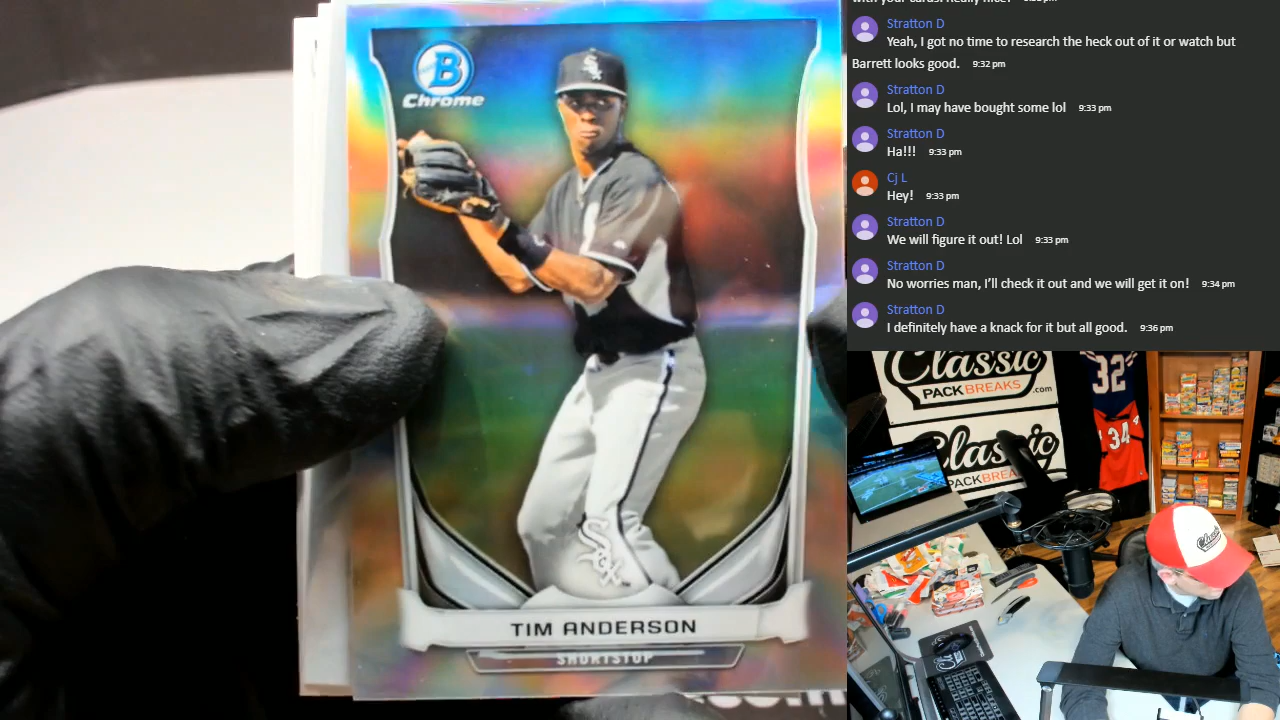 B
Chrome
Sox
TIM ANDERSON
SHORTSTOP
Sox
Stratton D
Yeah, I got no time to research the heck out of it or watch but
Barrett looks good. 9:32 pm
Stratton D
Lol, I may have bought some lol 9:33 pm
Stratton D
Ha!!! 9:33 pm
Cj L
Hey! 9:33 pm
Stratton D
We will figure it out! Lol 9:33 pm
Stratton D
No worries man, I'll check it out and we will get it on! 9:34 pm
Stratton D
I definitely have a knack for it but all good. 9:36 pm
Classic
PACK BREAKS.com
Classic
PACK BREAKS
32
34
Classic